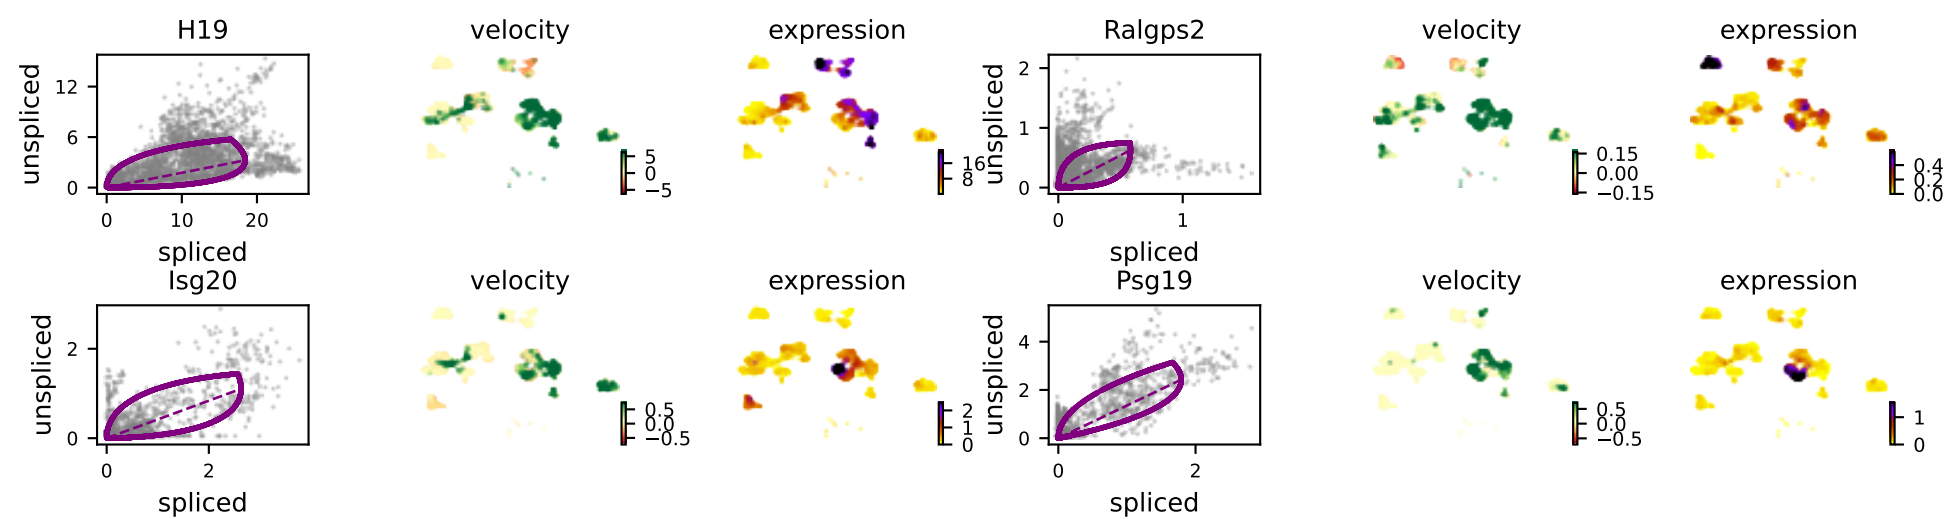 H19
velocity
expression
Ralgps2
velocity
expression
unspliced
12
6
0
0
10
20
spliced
5
0
−5
16
8
unspliced
2
1
0
0
1
spliced
0.15
0.00
−0.15
0.4
0.2
0.0
Isg20
velocity
expression
Psg19
velocity
expression
unspliced
2
0
0
2
spliced
0.5
0.0
−0.5
2
1
0
unspliced
4
2
0
0
2
spliced
0.5
0.0
−0.5
1
0